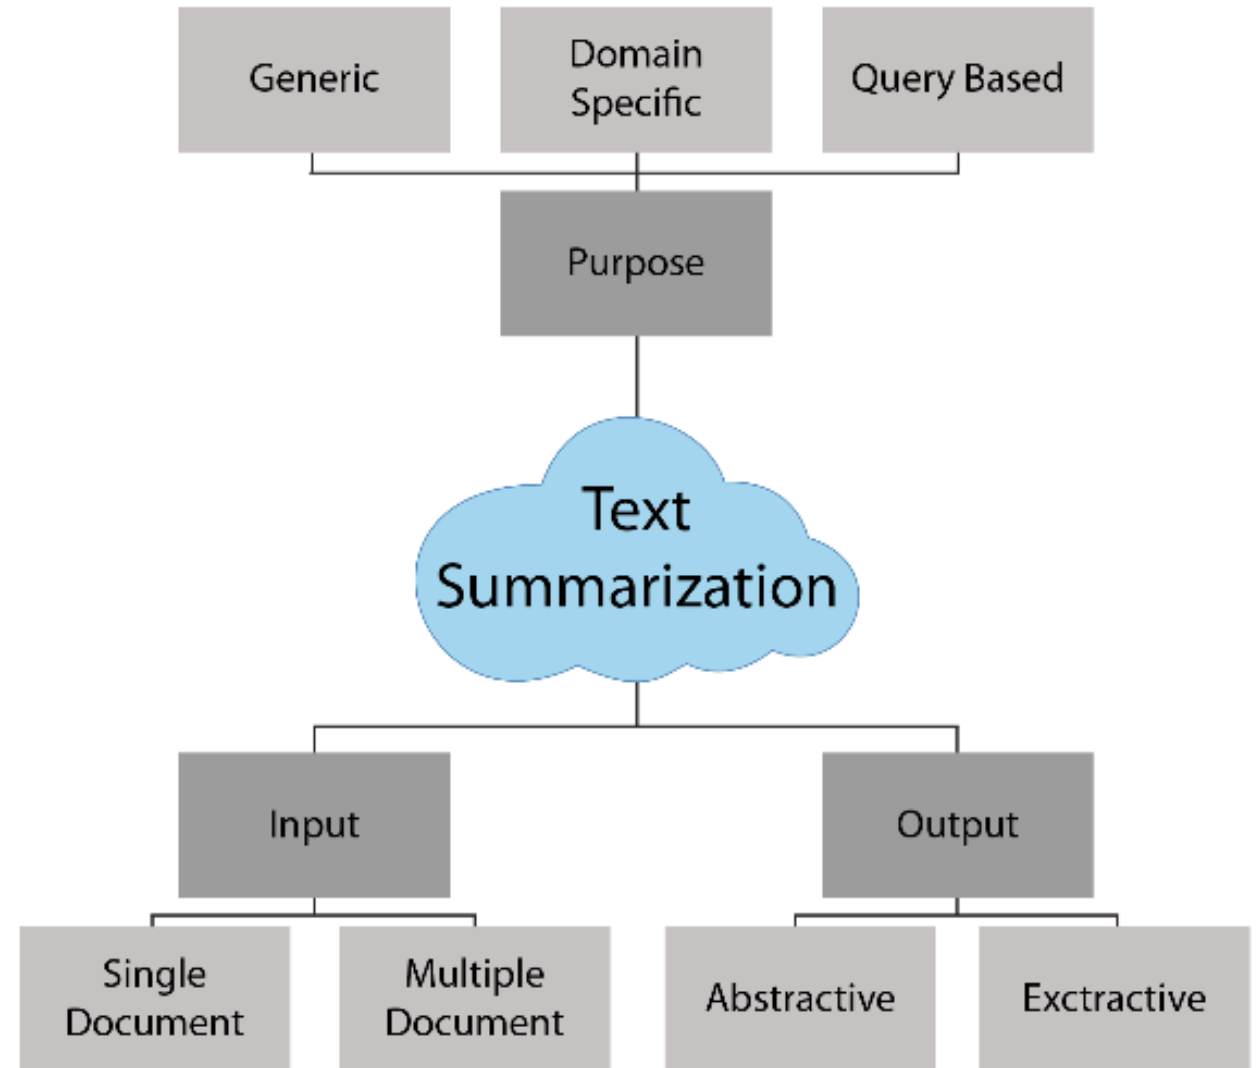 Generic
Domain
Specific
Query Based
Purpose
Text
Summarization
Input
Output
Single
Document
Multiple
Document
Abstractive
Exctractive